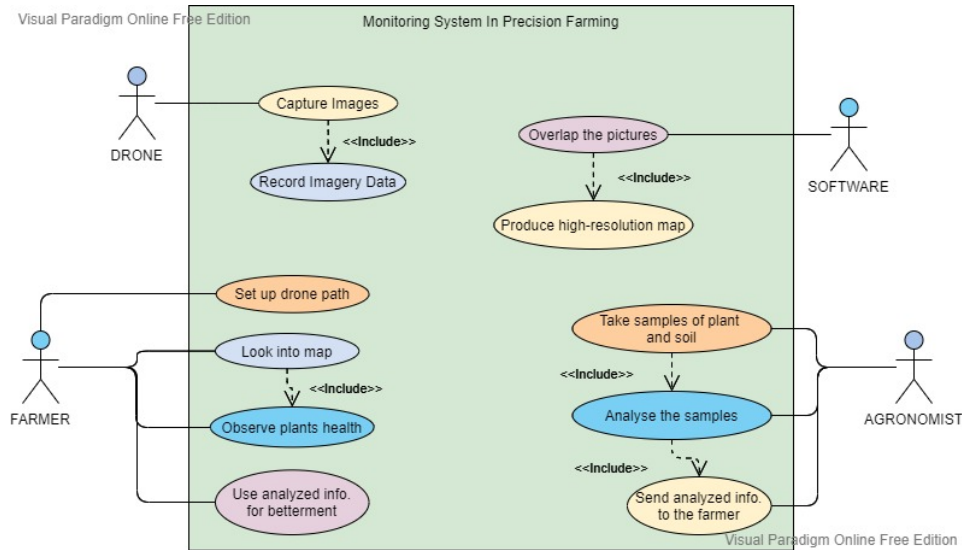 Visual Paradigm Online Free Edition
Monitoring System In Precision Farming
Capture Images
<<Include>>
DRONE
Record Imagery Data
Overlap the pictures
<<Include>>
SOFTWARE
Produce high-resolution map
Set up drone path
Look into map
<<Include>>
FARMER
Observe plants health
Use analyzed info.
for betterment
Take samples of plant
and soil
<<Include>>
Analyse the samples
AGRONOMIST
<<Include>>
Send analyzed info.
to the farmer
Visual Paradigm Online Free Edition